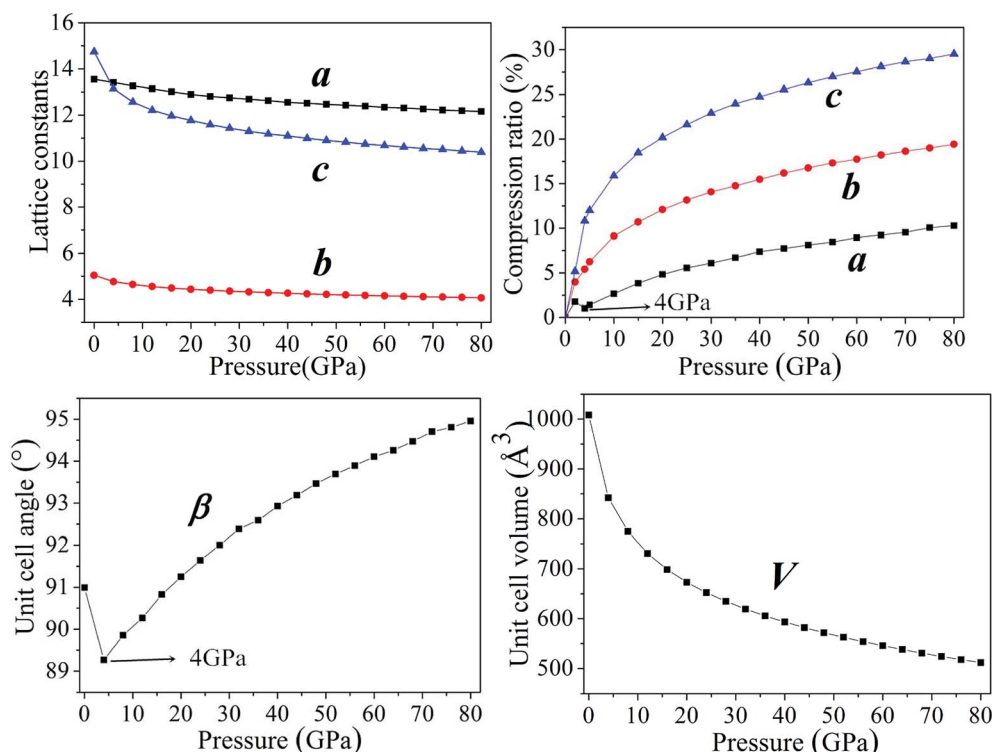 16
14
12
10
8
6
4
Lattice constants
a
c
b
0 10 20 30 40 50 60 70 80
Pressure(GPa)
30
25
20
15
10
5
0
Compression ratio (%)
c
b
a
4GPa
0 10 20 30 40 50 60 70 80
Pressure (GPa)
95
94
93
92
91
90
89
Unit cell angle (°)
β
4GPa
0 10 20 30 40 50 60 70 80
Pressure (GPa)
1000
900
800
700
600
500
Unit cell volume (Å³)
V
0 10 20 30 40 50 60 70 80
Pressure (GPa)